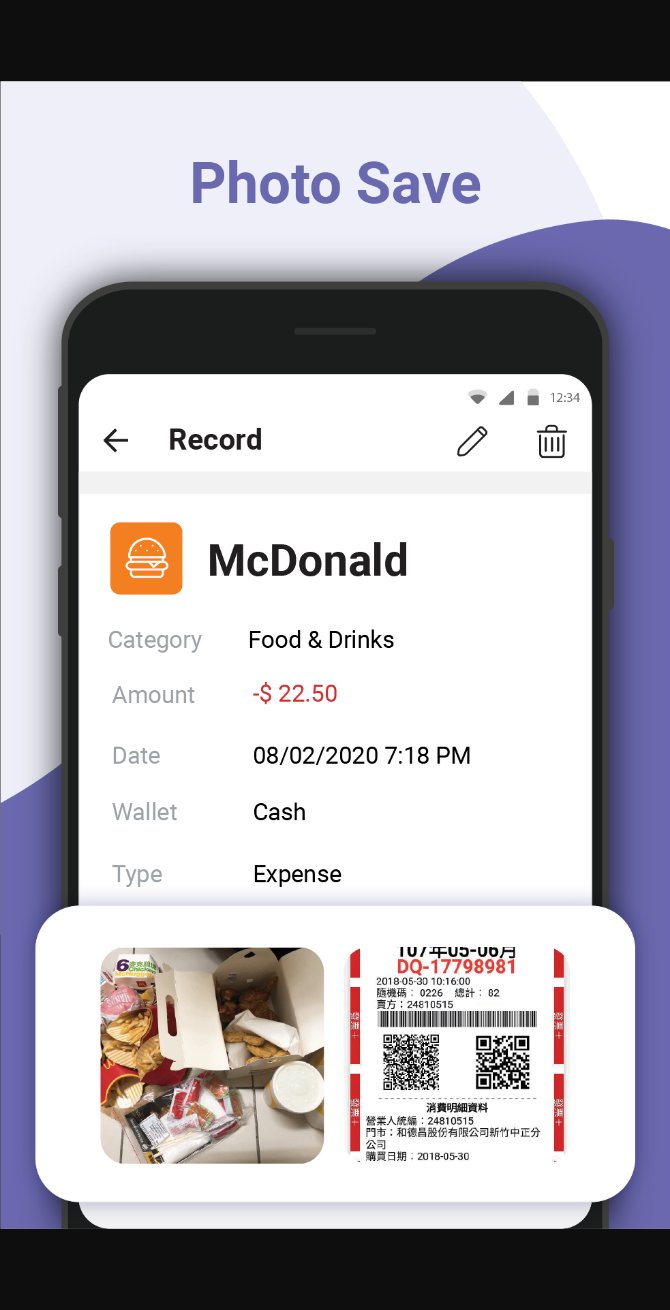 Photo Save
12:34
Record
McDonald
Category Food & Drinks
Amount -$ 22.50
Date 08/02/2020 7:18 PM
Wallet Cash
Type Expense
6
Chicken
McNuggets
107年05-06月
DQ-17798981
2018-05-30 10:16:00
隨機碼： 0226 總計： 82
賣方：24810515
消費明細資料
營業人統編：24810515
門市：和德昌股份有限公司新竹中正分
公司
購買日期：2018-05-30